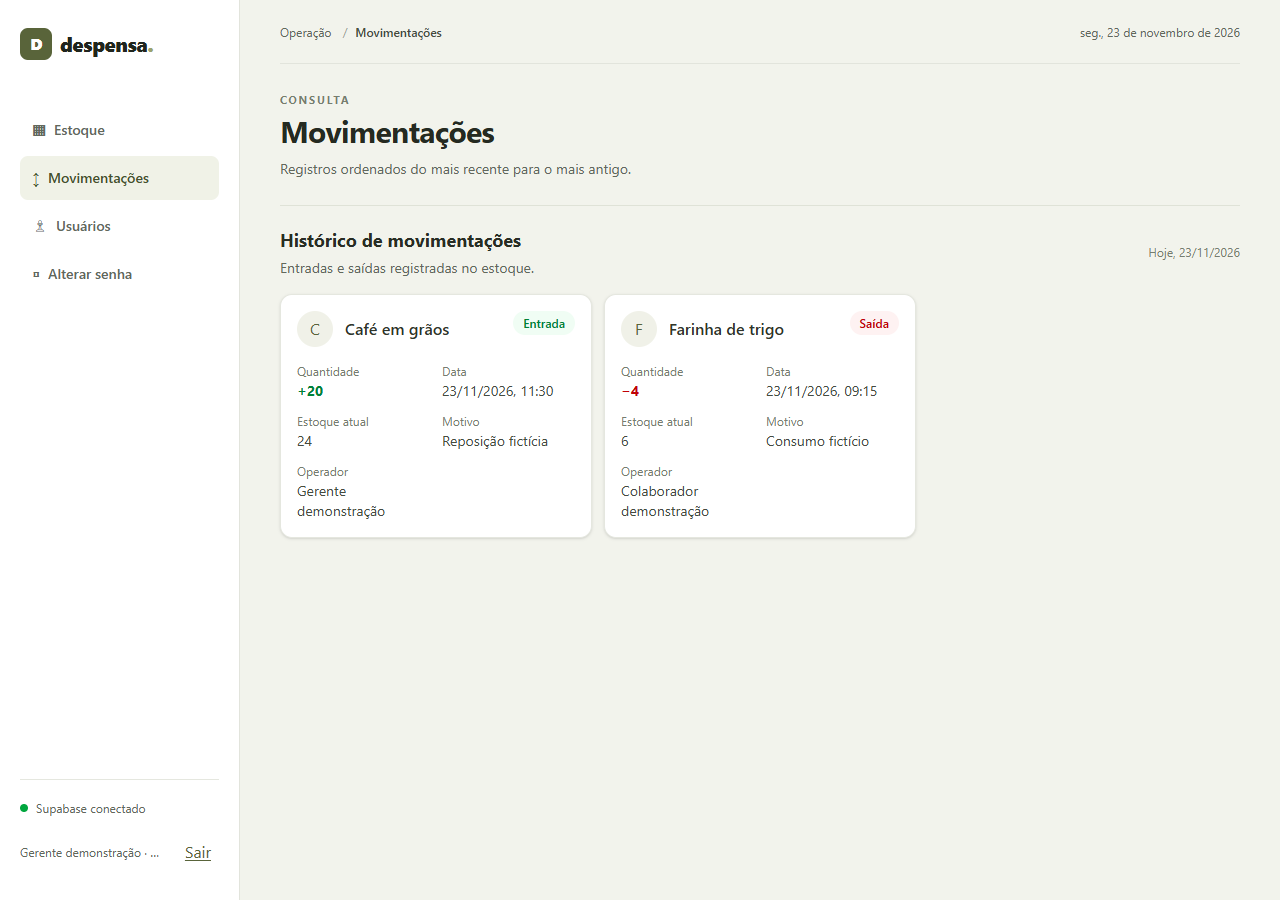 D despensa.
Estoque
Movimentações
Usuários
Alterar senha
Supabase conectado
Gerente demonstração · ...
Sair
Operação / Movimentações
seg., 23 de novembro de 2026
CONSULTA
Movimentações
Registros ordenados do mais recente para o mais antigo.
Histórico de movimentações
Entradas e saídas registradas no estoque.
Hoje, 23/11/2026
C Café em grãos Entrada
Quantidade Data
+20 23/11/2026, 11:30
Estoque atual Motivo
24 Reposição fictícia
Operador
Gerente
demonstração
F Farinha de trigo Saída
Quantidade Data
−4 23/11/2026, 09:15
Estoque atual Motivo
6 Consumo fictício
Operador
Colaborador
demonstração